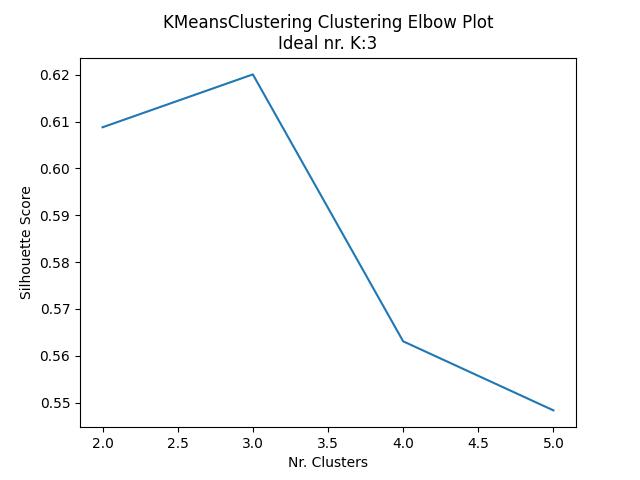 KMeansClustering Clustering Elbow Plot
Ideal nr. K:3
0.62
0.61
0.60
0.59
0.58
0.57
0.56
0.55
Silhouette Score
2.0 2.5 3.0 3.5 4.0 4.5 5.0
Nr. Clusters